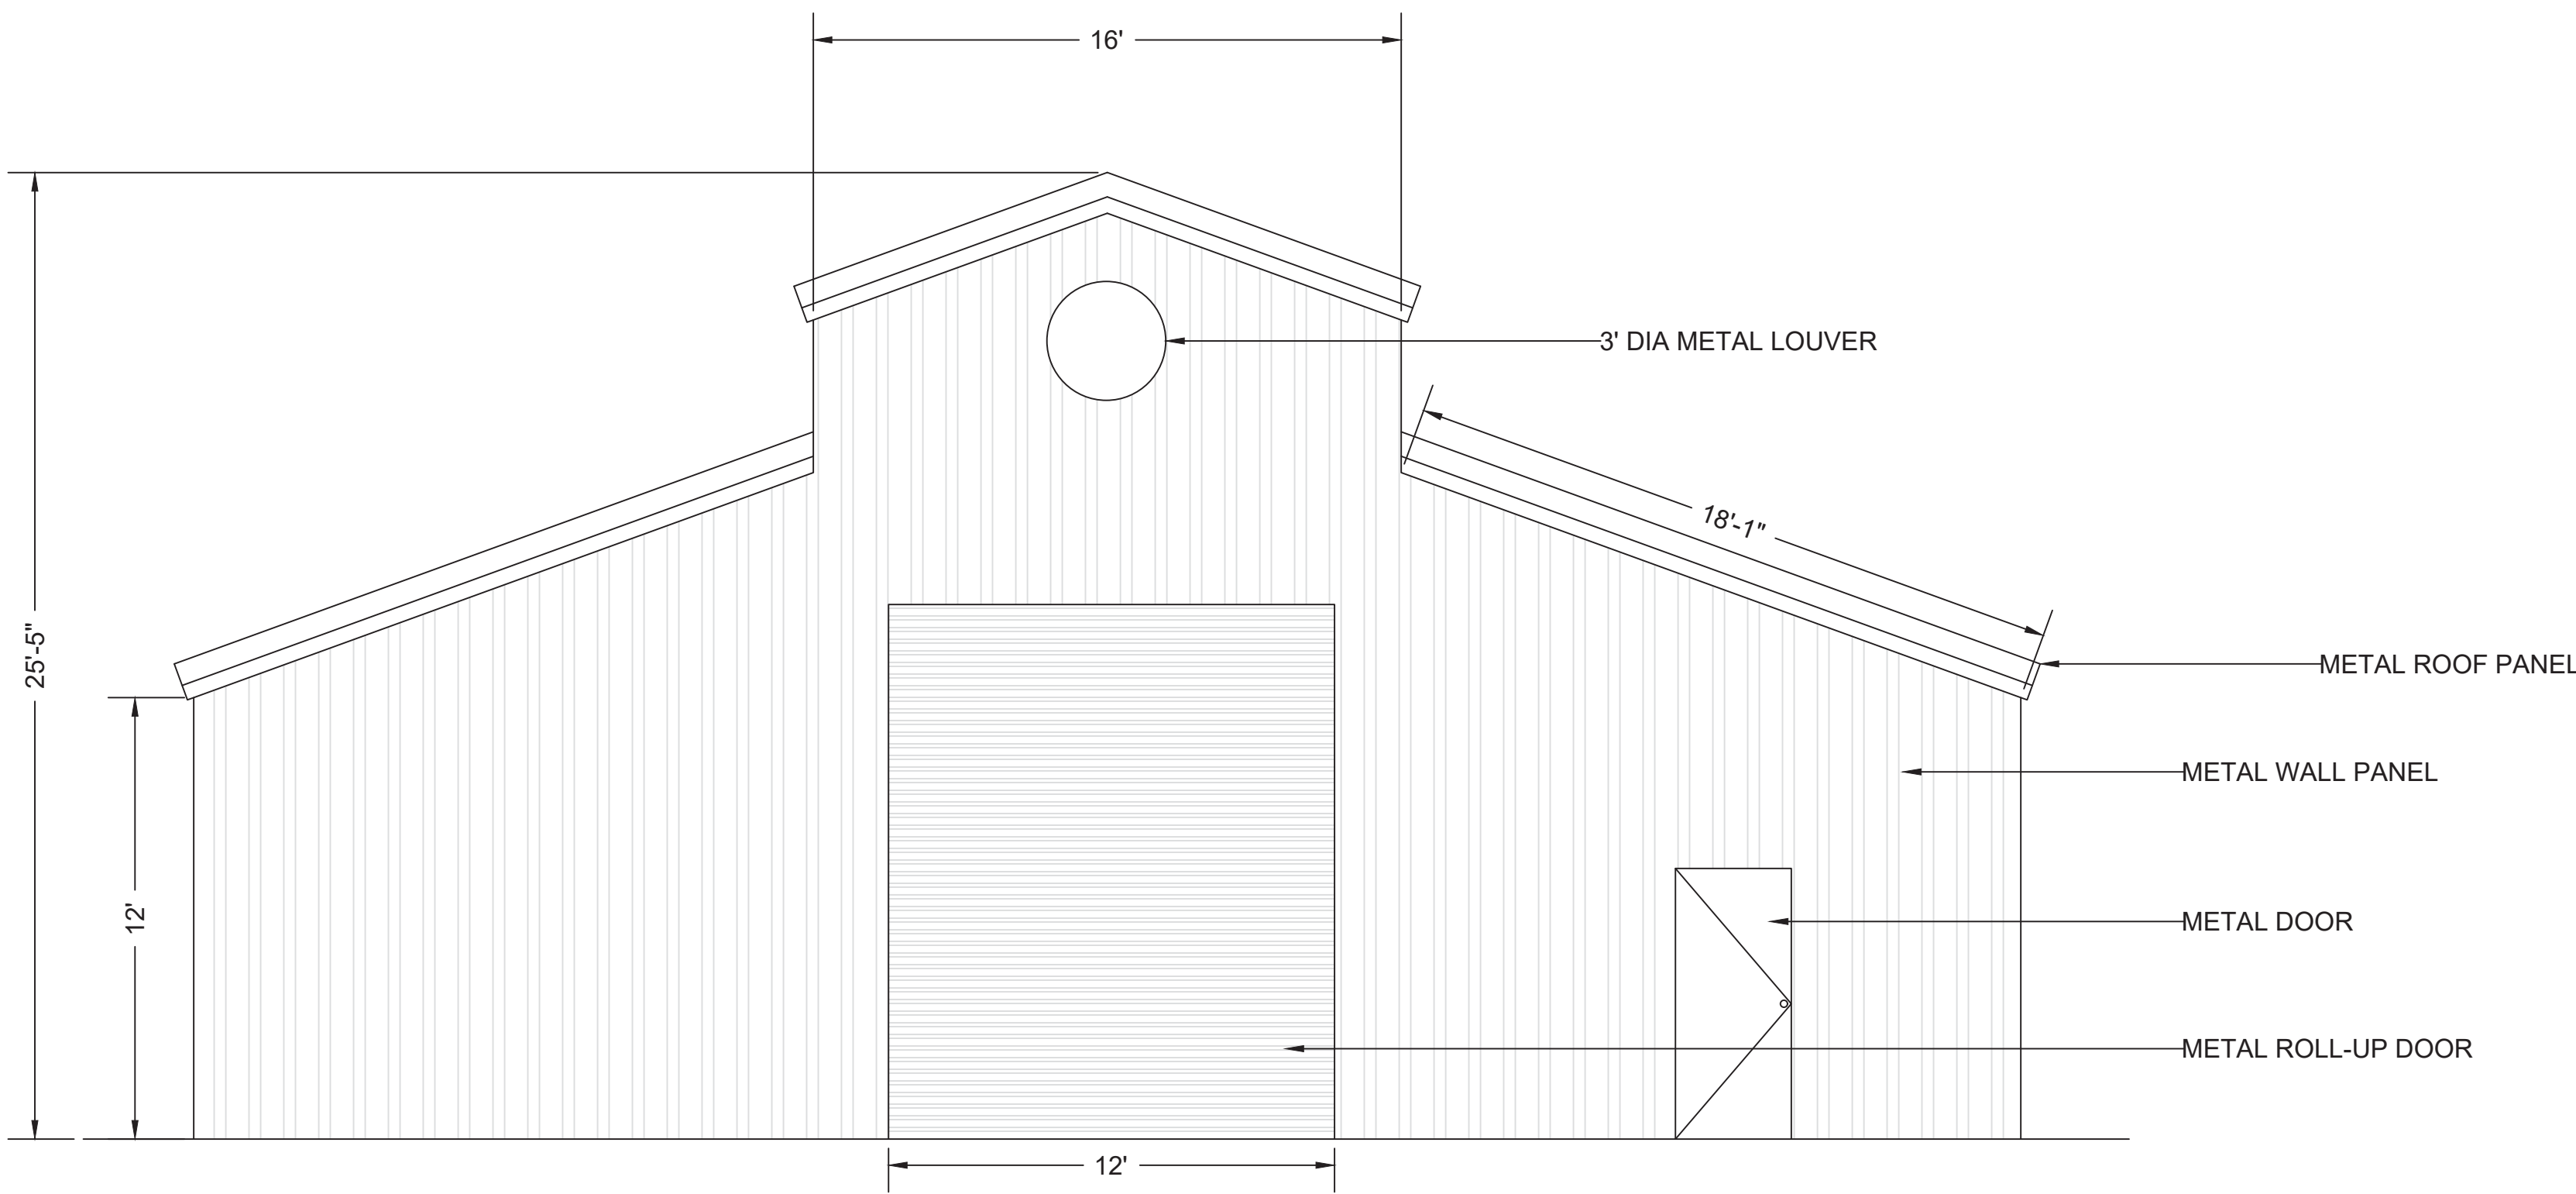 16'
3' DIA METAL LOUVER
18'-1"
25'-5"
METAL ROOF PANEL
METAL WALL PANEL
12'
METAL DOOR
METAL ROLL-UP DOOR
12'